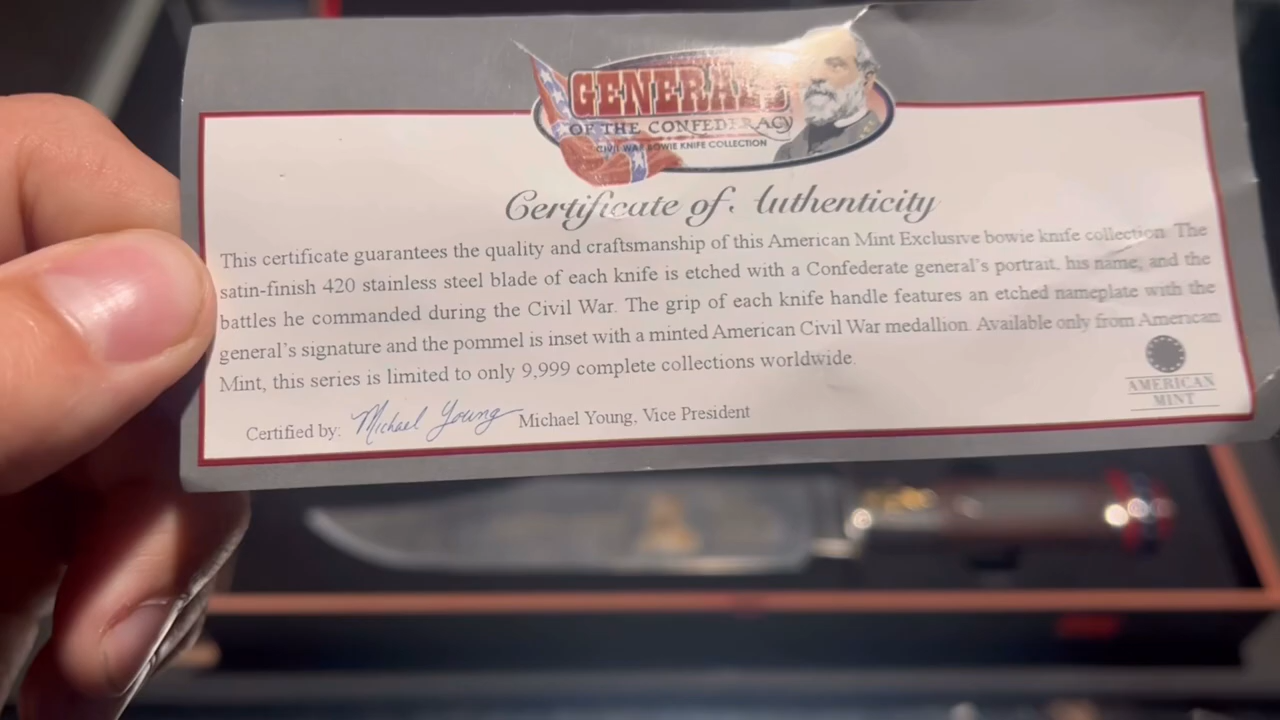 GENERALS
OF THE CONFEDERACY
CIVIL WAR BOWIE KNIFE COLLECTION
Certificate of Authenticity
This certificate guarantees the quality and craftsmanship of this American Mint Exclusive bowie knife collection. The
satin-finish 420 stainless steel blade of each knife is etched with a Confederate general's portrait, his name, and the
battles he commanded during the Civil War. The grip of each knife handle features an etched nameplate with the
general's signature and the pommel is inset with a minted American Civil War medallion. Available only from American
Mint, this series is limited to only 9,999 complete collections worldwide.
Certified by: Michael Young Michael Young, Vice President
AMERICAN
MINT